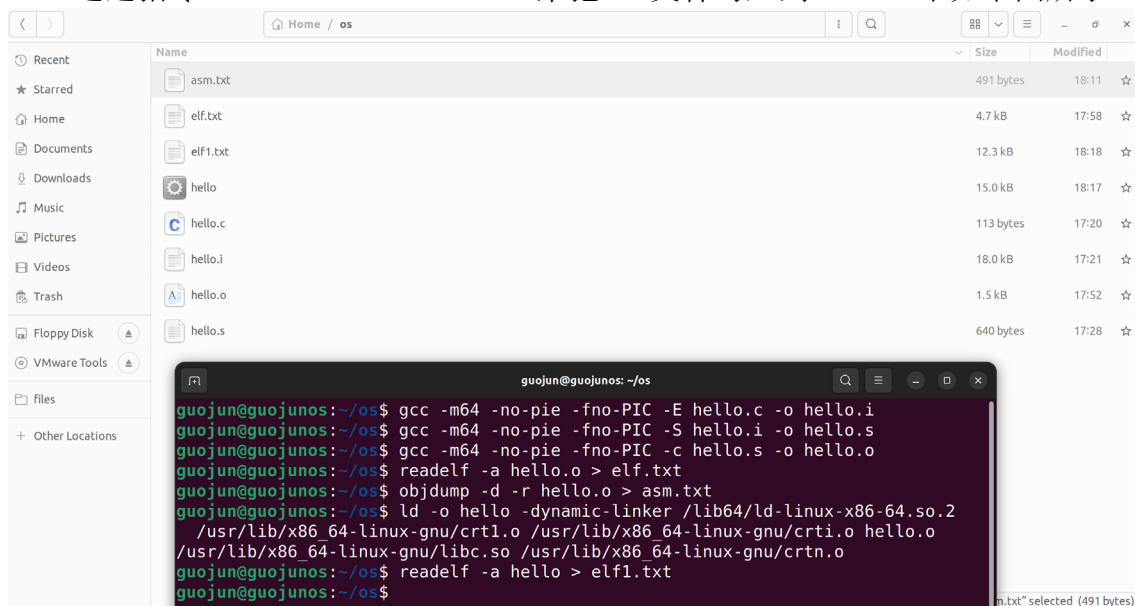 Home / os
Name Size Modified
Recent
asm.txt 491 bytes 18:11
Starred
elf.txt 4.7 kB 17:58
Home
Documents
elf1.txt 12.3 kB 18:18
Downloads
hello 15.0 kB 18:17
Music
hello.c 113 bytes 17:20
Pictures
Videos
hello.i 18.0 kB 17:21
Trash
hello.o 1.5 kB 17:52
Floppy Disk
hello.s 640 bytes 17:28
VMware Tools
files
Other Locations
guojun@guojunos: ~/os
guojun@guojunos:~/os$ gcc -m64 -no-pie -fno-PIC -E hello.c -o hello.i
guojun@guojunos:~/os$ gcc -m64 -no-pie -fno-PIC -S hello.i -o hello.s
guojun@guojunos:~/os$ gcc -m64 -no-pie -fno-PIC -c hello.s -o hello.o
guojun@guojunos:~/os$ readelf -a hello.o > elf.txt
guojun@guojunos:~/os$ objdump -d -r hello.o > asm.txt
guojun@guojunos:~/os$ ld -o hello -dynamic-linker /lib64/ld-linux-x86-64.so.2
/usr/lib/x86_64-linux-gnu/crt1.o /usr/lib/x86_64-linux-gnu/crti.o hello.o
/usr/lib/x86_64-linux-gnu/libc.so /usr/lib/x86_64-linux-gnu/crtn.o
guojun@guojunos:~/os$ readelf -a hello > elf1.txt
guojun@guojunos:~/os$
m.txt" selected (491 bytes)